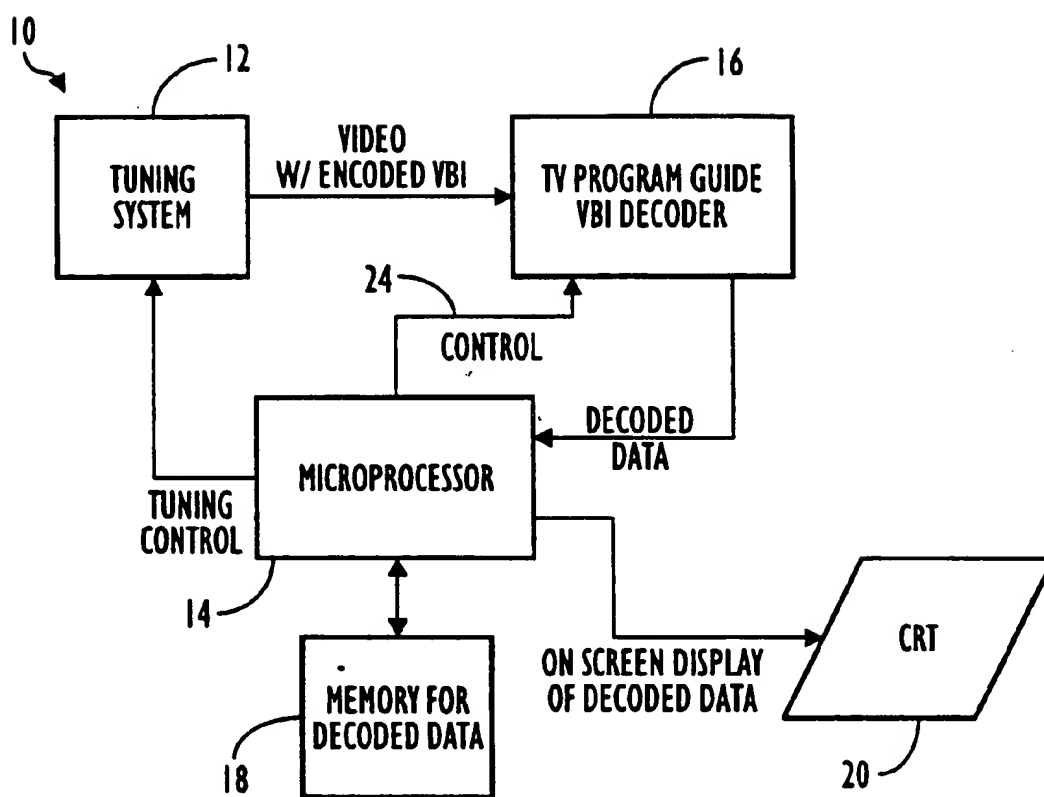 10
12
16
TUNING
SYSTEM
VIDEO
W/ ENCODED VBI
TV PROGRAM GUIDE
VBI DECODER
24
CONTROL
DECODED
DATA
MICROPROCESSOR
TUNING
CONTROL
14
MEMORY FOR
DECODED DATA
18
ON SCREEN DISPLAY
OF DECODED DATA
CRT
20